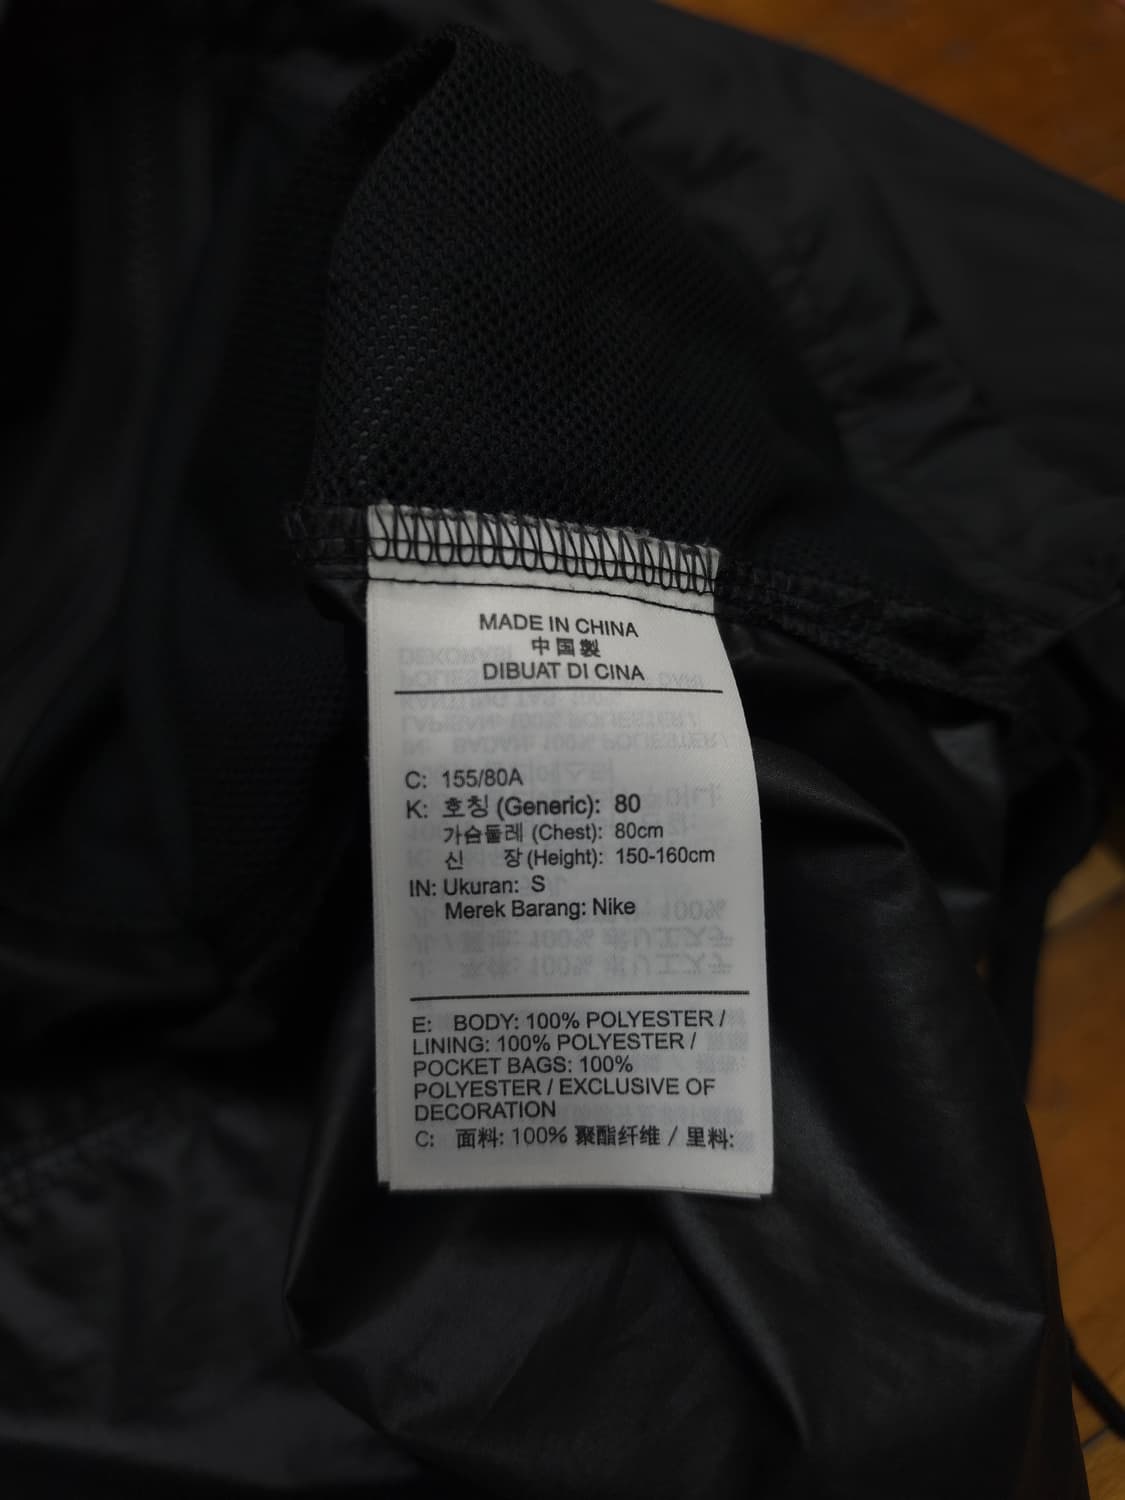 MADE IN CHINA
中国製
DIBUAT DI CINA
C: 155/80A
K: 호칭 (Generic): 80
가슴둘레 (Chest): 80cm
신 장 (Height): 150-160cm
IN: Ukuran: S
Merek Barang: Nike
E: BODY: 100% POLYESTER /
LINING: 100% POLYESTER /
POCKET BAGS: 100%
POLYESTER / EXCLUSIVE OF
DECORATION
C: 面料: 100% 聚酯纤维 / 里料: